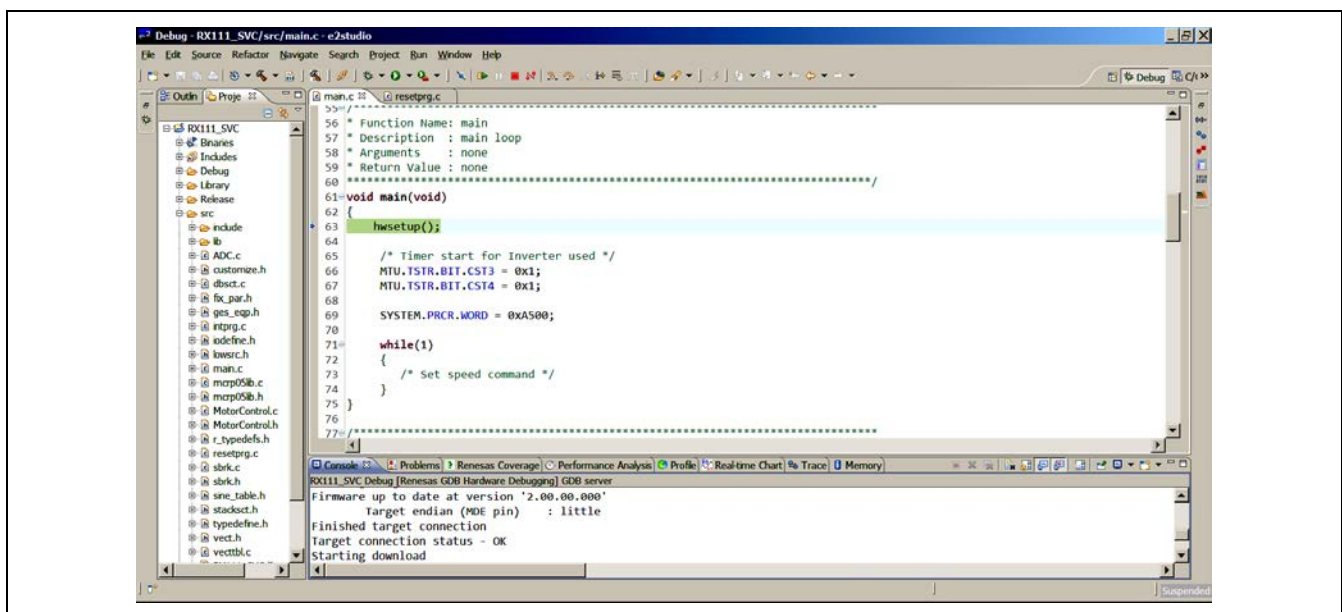 Debug - RX111_SVC/src/main.c - e2studio
File Edit Source Refactor Navigate Search Project Run Window Help
Debug C/
Outlin Proje
main.c resetprg.c
RX111_SVC
Binaries
Includes
Debug
Library
Release
src
include
lib
ADC.c
customize.h
dbsct.c
fix_par.h
ges_eqp.h
intprg.c
iodefine.h
lowsrc.h
main.c
mcrp05lib.c
mcrp05lib.h
MotorControl.c
MotorControl.h
r_typedefs.h
resetprg.c
sbrk.c
sbrk.h
sine_table.h
stacksct.h
typedefine.h
vect.h
vecttbl.c
55 /******************************************************************************
56 * Function Name: main
57 * Description : main loop
58 * Arguments : none
59 * Return Value : none
60 ******************************************************************************/
61 void main(void)
62 {
63 hwsetup();
64
65 /* Timer start for Inverter used */
66 MTU.TSTR.BIT.CST3 = 0x1;
67 MTU.TSTR.BIT.CST4 = 0x1;
68
69 SYSTEM.PRCR.WORD = 0xA500;
70
71 while(1)
72 {
73 /* Set speed command */
74 }
75 }
76
77 /******************************************************************************
Console Problems Renesas Coverage Performance Analysis Profile Real-time Chart Trace Memory
RX111_SVC Debug [Renesas GDB Hardware Debugging] GDB server
Firmware up to date at version '2.00.00.000'
Target endian (MDE pin) : little
Finished target connection
Target connection status - OK
Starting download
Suspended